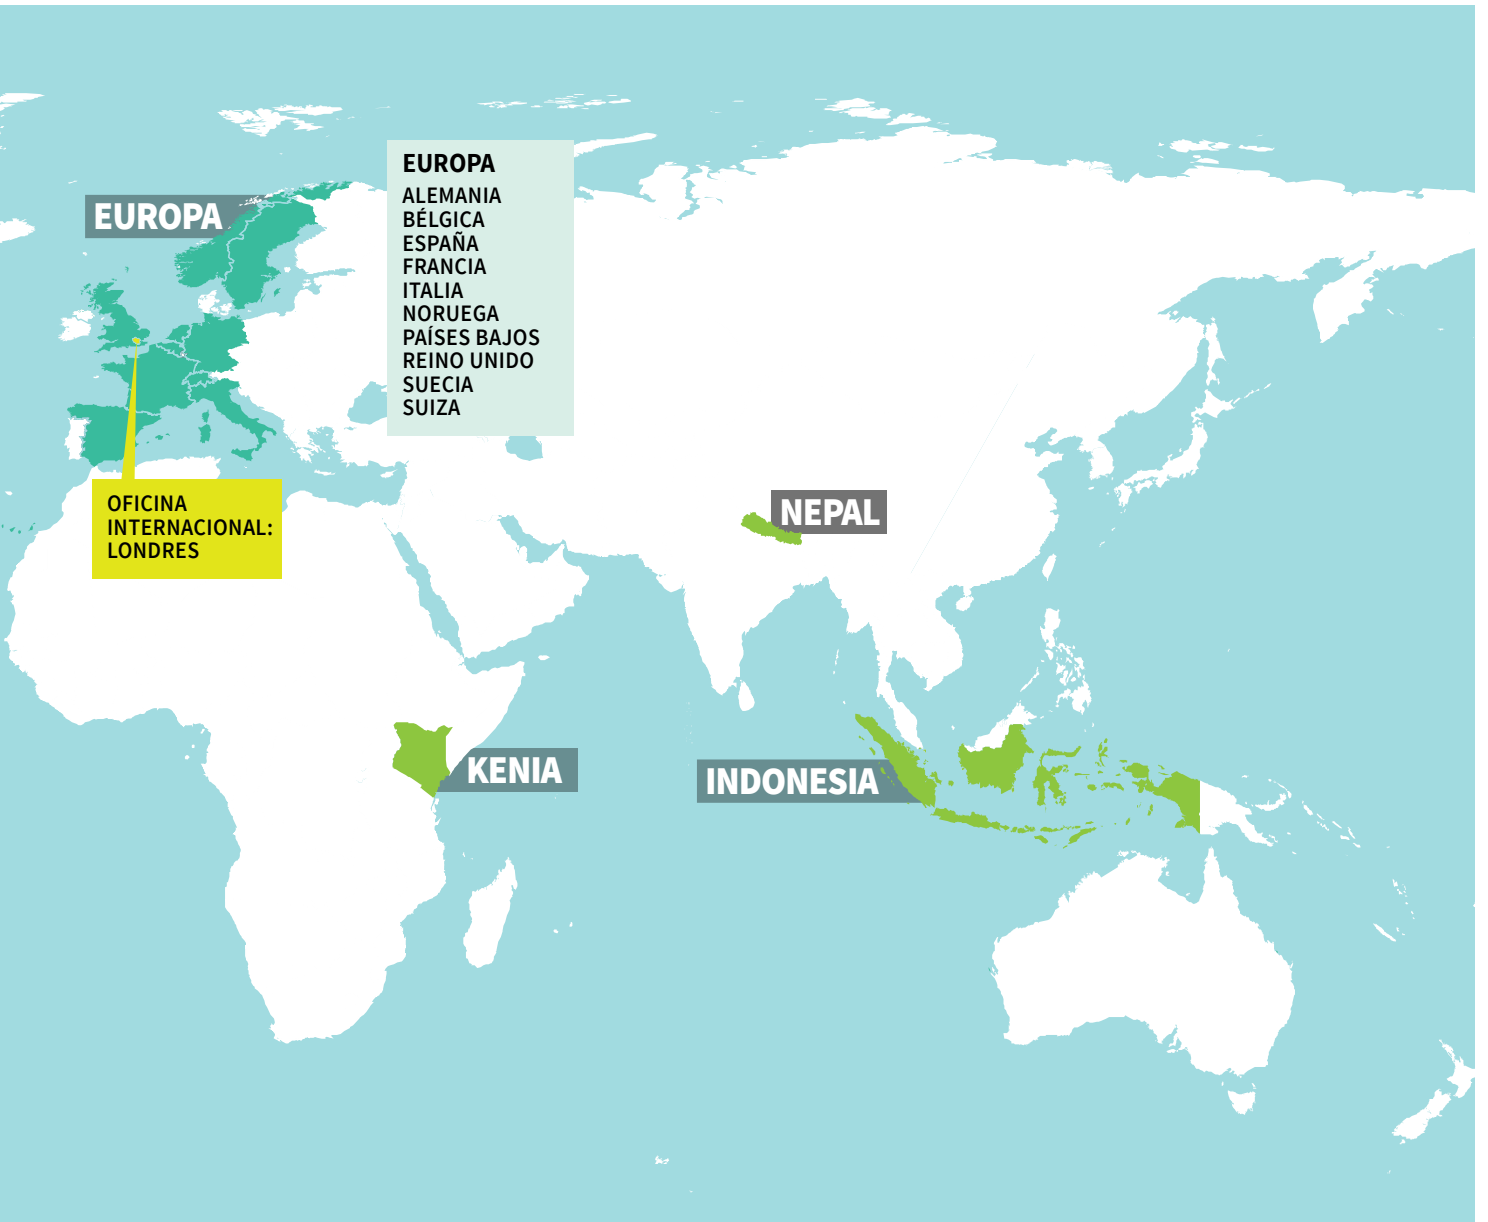 EUROPA
EUROPA
ALEMANIA
BÉLGICA
ESPAÑA
FRANCIA
ITALIA
NORUEGA
PAÍSES BAJOS
REINO UNIDO
SUECIA
SUIZA
OFICINA
INTERNACIONAL:
LONDRES
NEPAL
KENIA
INDONESIA